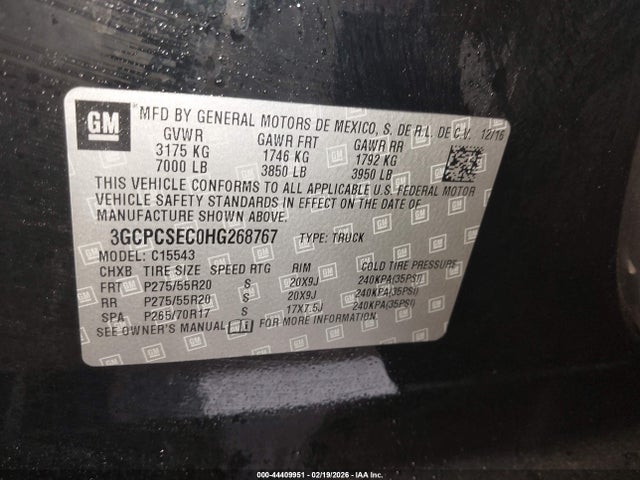 GM
MFD BY GENERAL MOTORS DE MEXICO, S. DE R.L. DE C.V. 12/16
GVWR GAWR FRT GAWR RR
3175 KG 1746 KG 1792 KG
7000 LB 3850 LB 3950 LB
THIS VEHICLE CONFORMS TO ALL APPLICABLE U.S. FEDERAL MOTOR
VEHICLE SAFETY STANDARDS IN EFFECT ON THE DATE OF
MANUFACTURE SHOWN ABOVE.
3GCPCSEC0HG268767 TYPE: TRUCK
MODEL: C15543
CHXB TIRE SIZE SPEED RTG RIM COLD TIRE PRESSURE
FRT P275/55R20 S 20X9J 240KPA(35PSI)
RR P275/55R20 S 20X9J 240KPA(35PSI)
SPA P265/70R17 S 17X7.5J 240KPA(35PSI)
SEE OWNER'S MANUAL
000-44409951 - 02/19/2026 - IAA Inc.